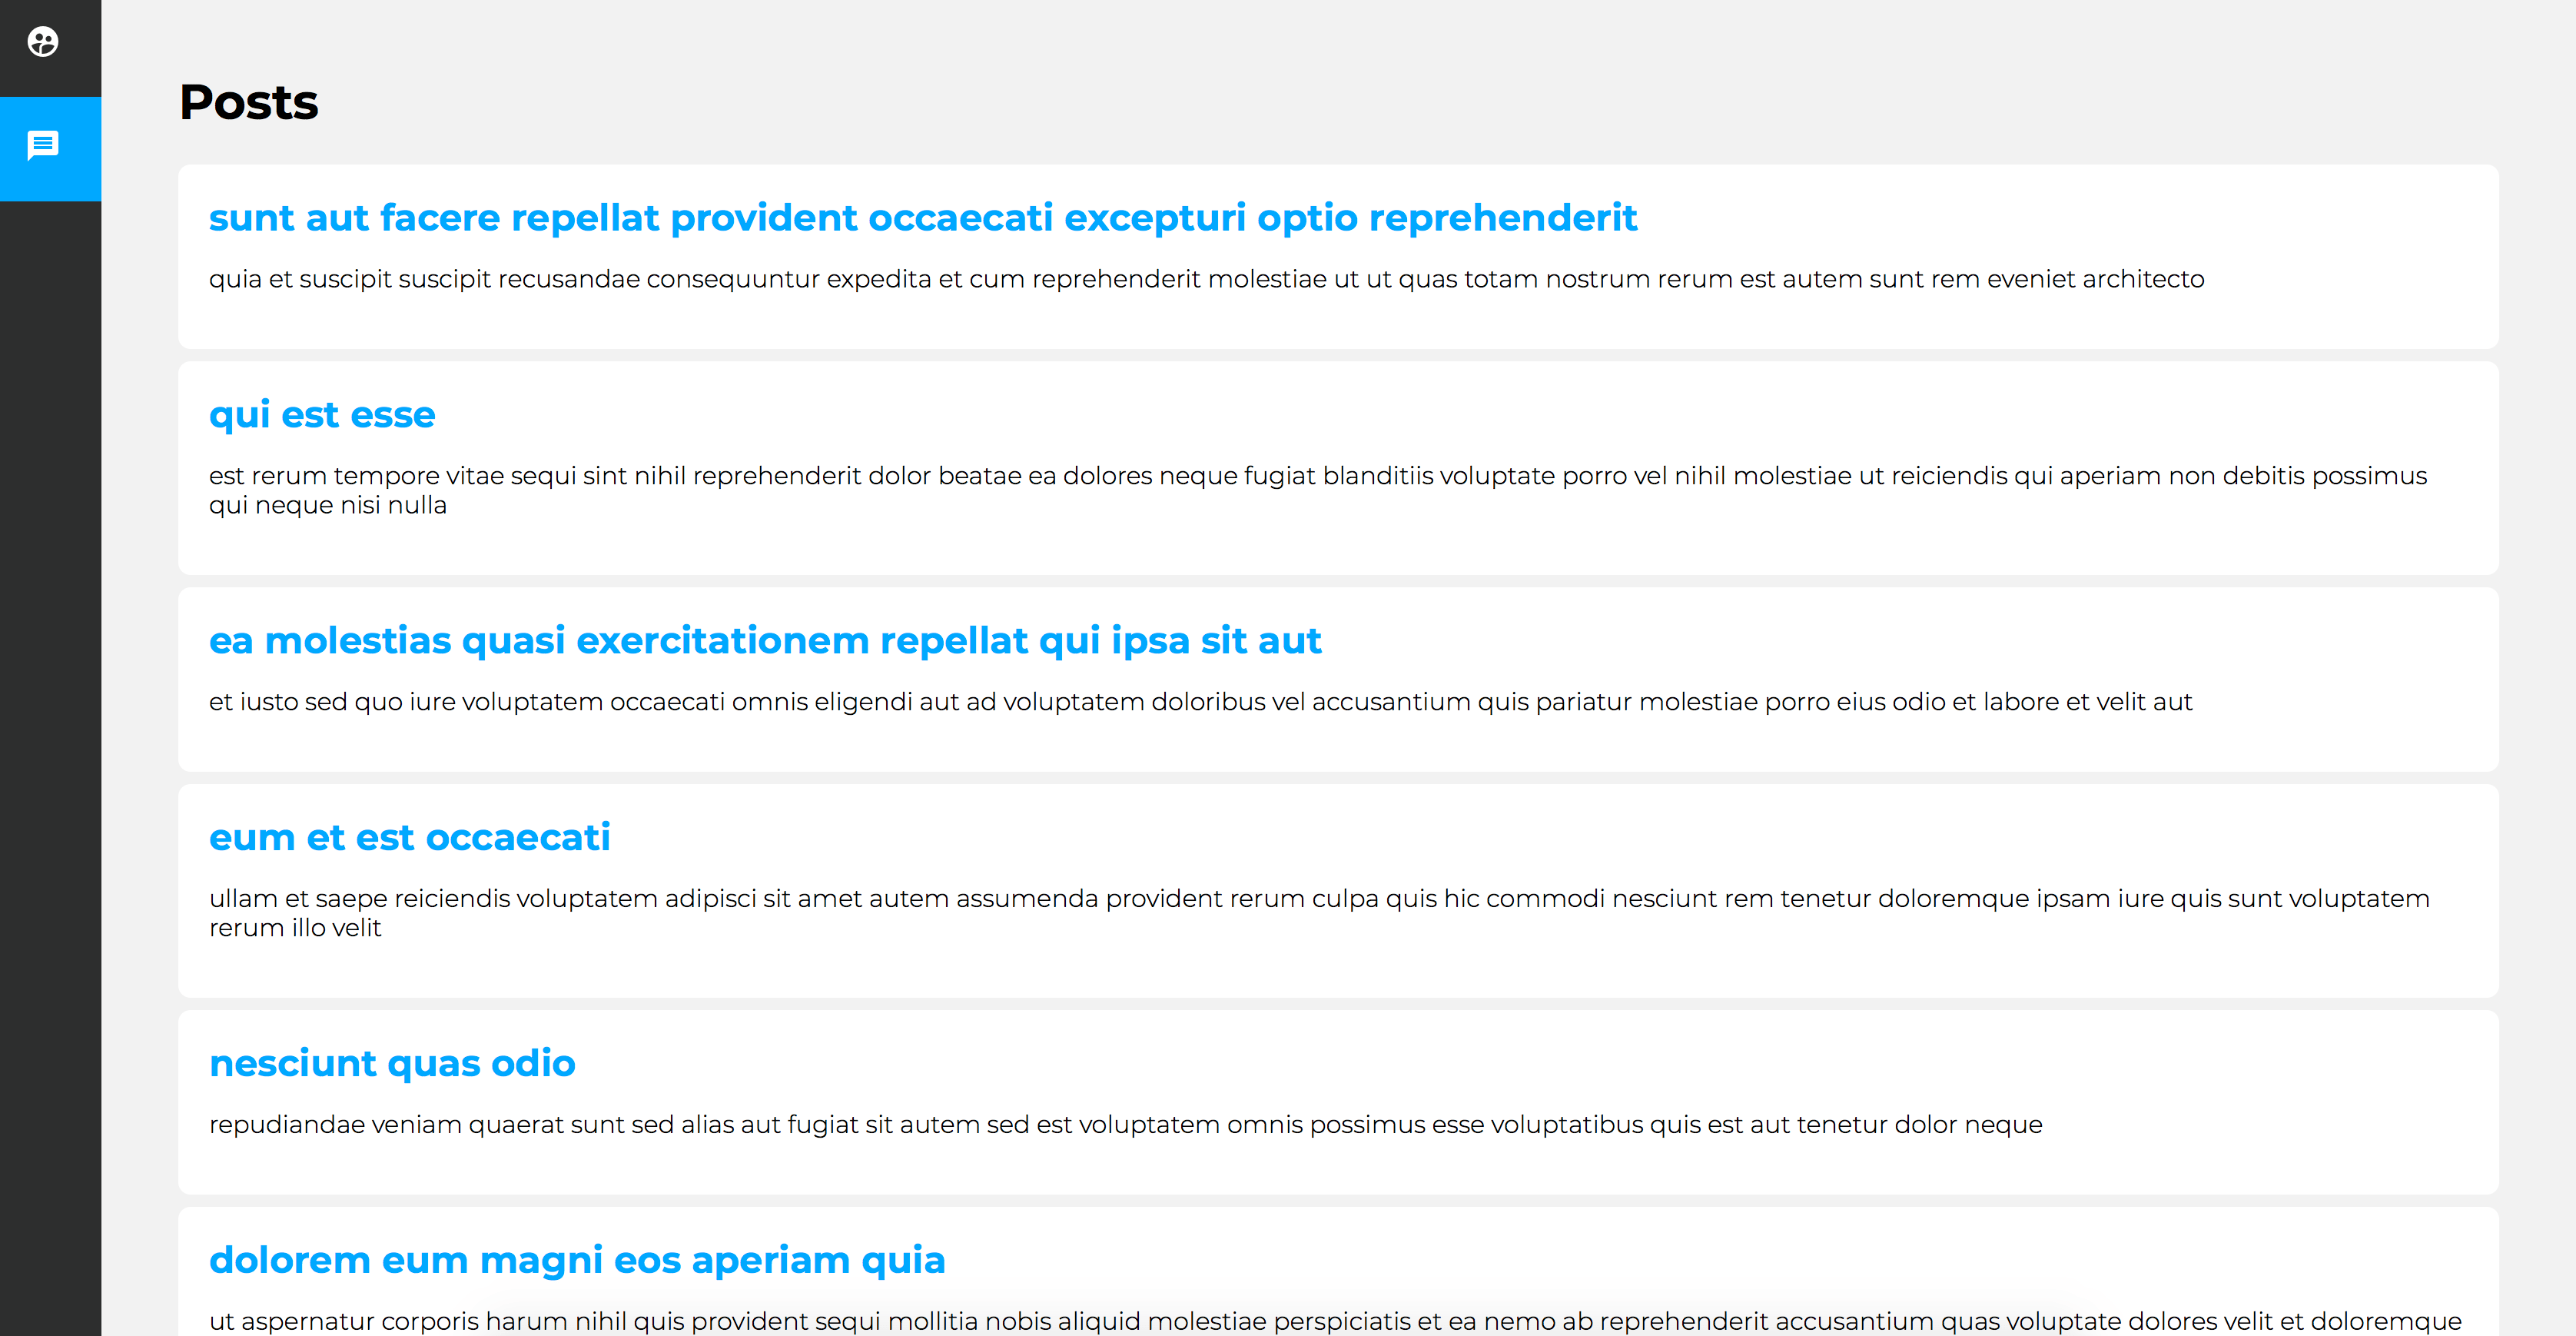 Posts
sunt aut facere repellat provident occaecati excepturi optio reprehenderit
quia et suscipit suscipit recusandae consequuntur expedita et cum reprehenderit molestiae ut ut quas totam nostrum rerum est autem sunt rem eveniet architecto
qui est esse
est rerum tempore vitae sequi sint nihil reprehenderit dolor beatae ea dolores neque fugiat blanditiis voluptate porro vel nihil molestiae ut reiciendis qui aperiam non debitis possimus
qui neque nisi nulla
ea molestias quasi exercitationem repellat qui ipsa sit aut
et iusto sed quo iure voluptatem occaecati omnis eligendi aut ad voluptatem doloribus vel accusantium quis pariatur molestiae porro eius odio et labore et velit aut
eum et est occaecati
ullam et saepe reiciendis voluptatem adipisci sit amet autem assumenda provident rerum culpa quis hic commodi nesciunt rem tenetur doloremque ipsam iure quis sunt voluptatem
rerum illo velit
nesciunt quas odio
repudiandae veniam quaerat sunt sed alias aut fugiat sit autem sed est voluptatem omnis possimus esse voluptatibus quis est aut tenetur dolor neque
dolorem eum magni eos aperiam quia
ut aspernatur corporis harum nihil quis provident sequi mollitia nobis aliquid molestiae perspiciatis et ea nemo ab reprehenderit accusantium quas voluptate dolores velit et doloremque